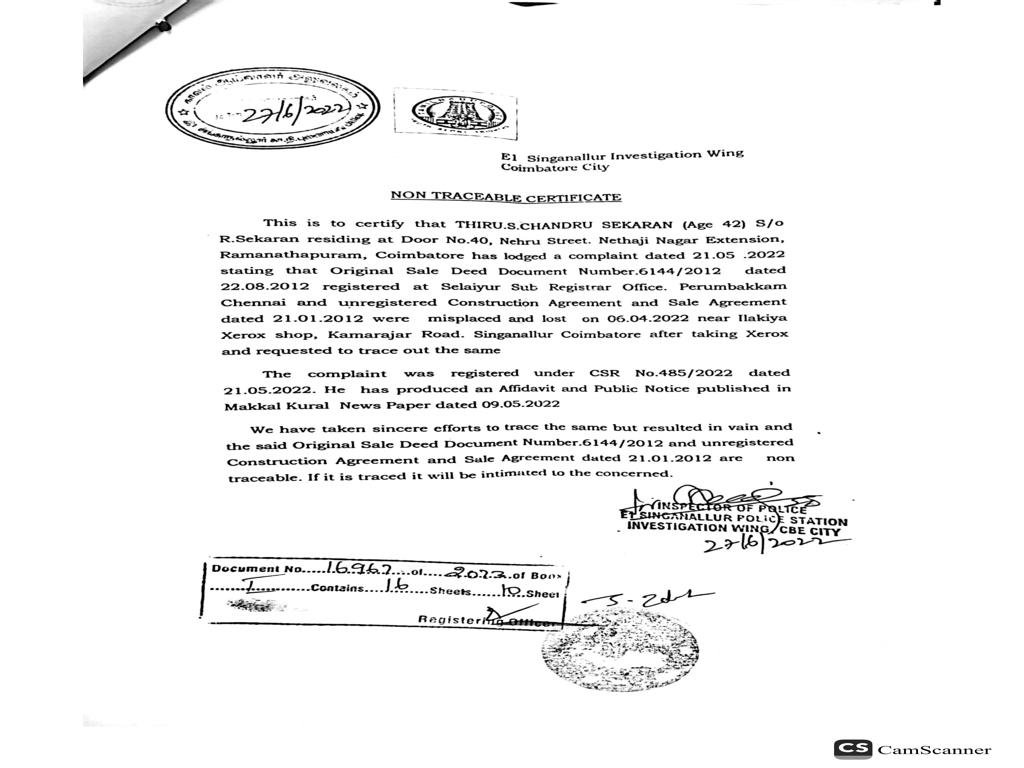 27/6/2022
E1 Singanallur Investigation Wing
Coimbatore City
NON TRACEABLE CERTIFICATE
This is to certify that THIRU.S.CHANDRU SEKARAN (Age 42) S/o
R.Sekaran residing at Door No.40, Nehru Street. Nethaji Nagar Extension,
Ramanathapuram, Coimbatore has lodged a complaint dated 21.05 .2022
stating that Original Sale Deed Document Number.6144/2012 dated
22.08.2012 registered at Selaiyur Sub Registrar Office. Perumbakkam
Chennai and unregistered Construction Agreement and Sale Agreement
dated 21.01.2012 were misplaced and lost on 06.04.2022 near Ilakiya
Xerox shop, Kamarajar Road. Singanallur Coimbatore after taking Xerox
and requested to trace out the same
The complaint was registered under CSR No.485/2022 dated
21.05.2022. He has produced an Affidavit and Public Notice published in
Makkal Kural News Paper dated 09.05.2022
We have taken sincere efforts to trace the same but resulted in vain and
the said Original Sale Deed Document Number.6144/2012 and unregistered
Construction Agreement and Sale Agreement dated 21.01.2012 are non
traceable. If it is traced it will be intimated to the concerned.
INSPECTOR OF POLICE
E1 SINGANALLUR POLICE STATION
INVESTIGATION WING, CBE CITY
27/6/2022
Document No....16967...of....2022.of Book
.......I..........Contains....16....Sheets....10.Sheet
Registering Officer
CS CamScanner